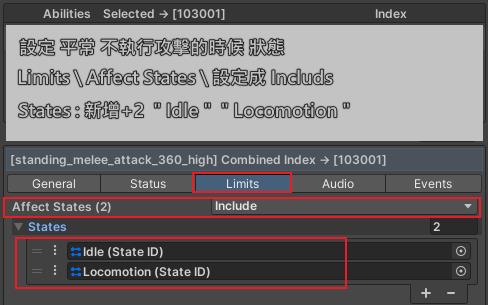 Abilities Selected → [103001] Index
設定 平常 不執行攻擊的時候 狀態
Limits \ Affect States \ 設定成 Includs
States : 新增+2 " Idle " " Locomotion "
[standing_melee_attack_360_high] Combined Index → [103001]
General Status Limits Audio Events
Affect States (2) Include
States 2
Idle (State ID)
Locomotion (State ID)
+ −